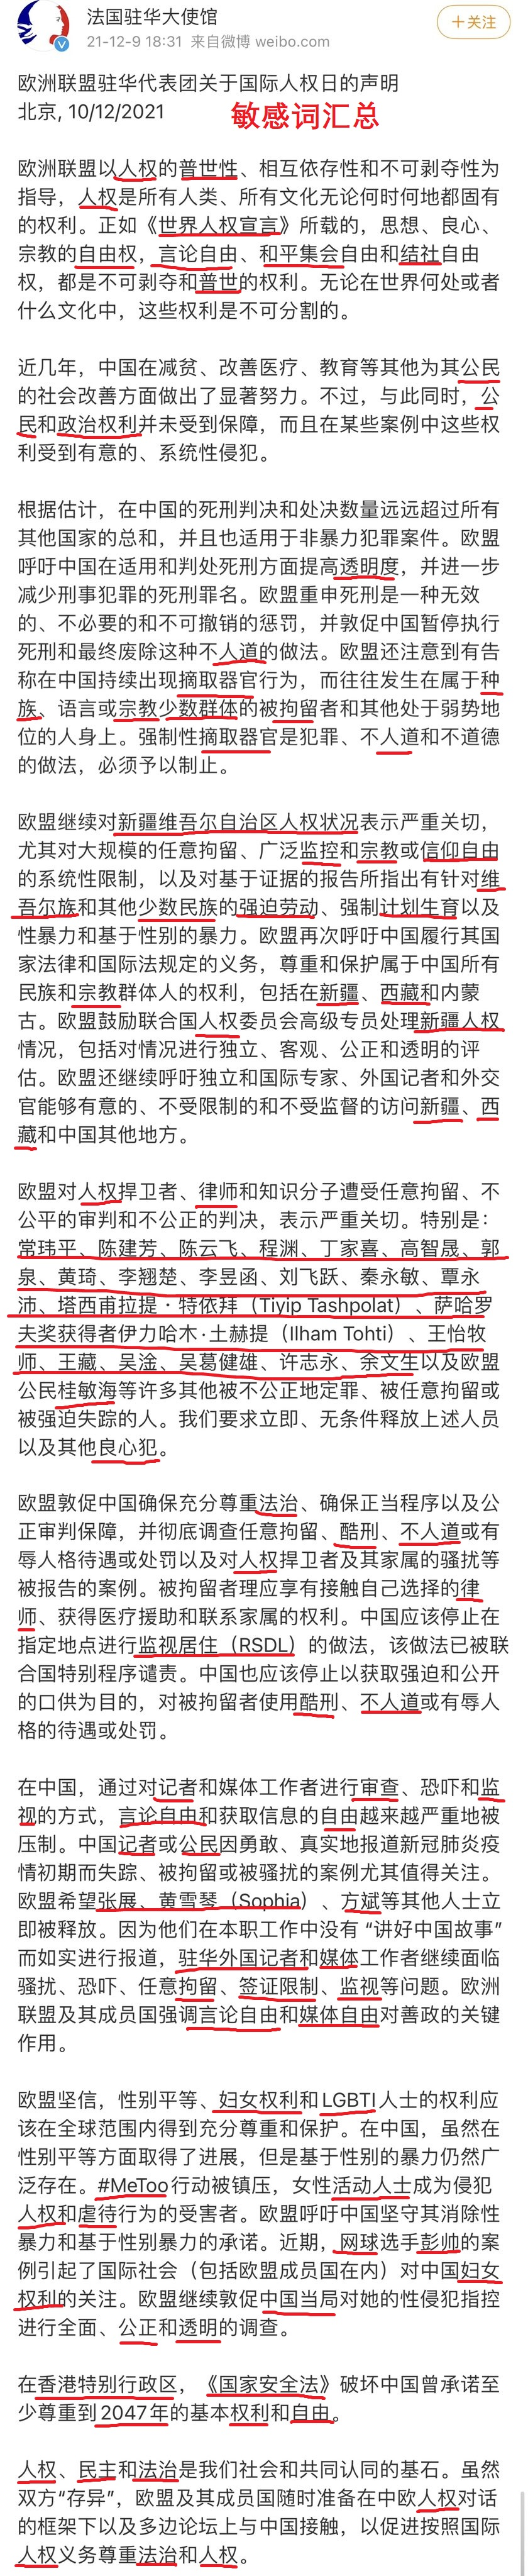 法国驻华大使馆
+关注
21-12-9 18:31 来自微博 weibo.com
欧洲联盟驻华代表团关于国际人权日的声明
北京, 10/12/2021
敏感词汇总
欧洲联盟以人权的普世性、相互依存性和不可剥夺性为
指导，人权是所有人类、所有文化无论何时何地都固有
的权利。正如《世界人权宣言》所载的，思想、良心、
宗教的自由权，言论自由、和平集会自由和结社自由
权，都是不可剥夺和普世的权利。无论在世界何处或者
什么文化中，这些权利是不可分割的。
近几年，中国在减贫、改善医疗、教育等其他为其公民
的社会改善方面做出了显著努力。不过，与此同时，公
民和政治权利并未受到保障，而且在某些案例中这些权
利受到有意的、系统性侵犯。
根据估计，在中国的死刑判决和处决数量远远超过所有
其他国家的总和，并且也适用于非暴力犯罪案件。欧盟
呼吁中国在适用和判处死刑方面提高透明度，并进一步
减少刑事犯罪的死刑罪名。欧盟重申死刑是一种无效
的、不必要的和不可撤销的惩罚，并敦促中国暂停执行
死刑和最终废除这种不人道的做法。欧盟还注意到有告
称在中国持续出现摘取器官行为，而往往发生在属于种
族、语言或宗教少数群体的被拘留者和其他处于弱势地
位的人身上。强制性摘取器官是犯罪、不人道和不道德
的做法，必须予以制止。
欧盟继续对新疆维吾尔自治区人权状况表示严重关切，
尤其对大规模的任意拘留、广泛监控和宗教或信仰自由
的系统性限制，以及对基于证据的报告所指出有针对维
吾尔族和其他少数民族的强迫劳动、强制计划生育以及
性暴力和基于性别的暴力。欧盟再次呼吁中国履行其国
家法律和国际法规定的义务，尊重和保护属于中国所有
民族和宗教群体人的权利，包括在新疆、西藏和内蒙
古。欧盟鼓励联合国人权委员会高级专员处理新疆人权
情况，包括对情况进行独立、客观、公正和透明的评
估。欧盟还继续呼吁独立和国际专家、外国记者和外交
官能够有意的、不受限制的和不受监督的访问新疆、西
藏和中国其他地方。
欧盟对人权捍卫者、律师和知识分子遭受任意拘留、不
公平的审判和不公正的判决，表示严重关切。特别是：
常玮平、陈建芳、陈云飞、程渊、丁家喜、高智晟、郭
泉、黄琦、李翘楚、李昱函、刘飞跃、秦永敏、覃永
沛、塔西甫拉提·特依拜（Tiyip Tashpolat）、萨哈罗
夫奖获得者伊力哈木·土赫提（Ilham Tohti）、王怡牧
师、王藏、吴淦、吴葛健雄、许志永、余文生以及欧盟
公民桂敏海等许多其他被不公正地定罪、被任意拘留或
被强迫失踪的人。我们要求立即、无条件释放上述人员
以及其他良心犯。
欧盟敦促中国确保充分尊重法治、确保正当程序以及公
正审判保障，并彻底调查任意拘留、酷刑、不人道或有
辱人格待遇或处罚以及对人权捍卫者及其家属的骚扰等
被报告的案例。被拘留者理应享有接触自己选择的律
师、获得医疗援助和联系家属的权利。中国应该停止在
指定地点进行监视居住（RSDL）的做法，该做法已被联
合国特别程序谴责。中国也应该停止以获取强迫和公开
的口供为目的，对被拘留者使用酷刑、不人道或有辱人
格的待遇或处罚。
在中国，通过对记者和媒体工作者进行审查、恐吓和监
视的方式，言论自由和获取信息的自由越来越严重地被
压制。中国记者或公民因勇敢、真实地报道新冠肺炎疫
情初期而失踪、被拘留或被骚扰的案例尤其值得关注。
欧盟希望张展、黄雪琴（Sophia）、方斌等其他人士立
即被释放。因为他们在本职工作中没有 “讲好中国故事”
而如实进行报道，驻华外国记者和媒体工作者继续面临
骚扰、恐吓、任意拘留、签证限制、监视等问题。欧洲
联盟及其成员国强调言论自由和媒体自由对善政的关键
作用。
欧盟坚信，性别平等、妇女权利和LGBTI人士的权利应
该在全球范围内得到充分尊重和保护。在中国，虽然在
性别平等方面取得了进展，但是基于性别的暴力仍然广
泛存在。#MeToo行动被镇压，女性活动人士成为侵犯
人权和虐待行为的受害者。欧盟呼吁中国坚守其消除性
暴力和基于性别暴力的承诺。近期，网球选手彭帅的案
例引起了国际社会（包括欧盟成员国在内）对中国妇女
权利的关注。欧盟继续敦促中国当局对她的性侵犯指控
进行全面、公正和透明的调查。
在香港特别行政区，《国家安全法》破坏中国曾承诺至
少尊重到2047年的基本权利和自由。
人权、民主和法治是我们社会和共同认同的基石。虽然
双方“存异”，欧盟及其成员国随时准备在中欧人权对话
的框架下以及多边论坛上与中国接触，以促进按照国际
人权义务尊重法治和人权。